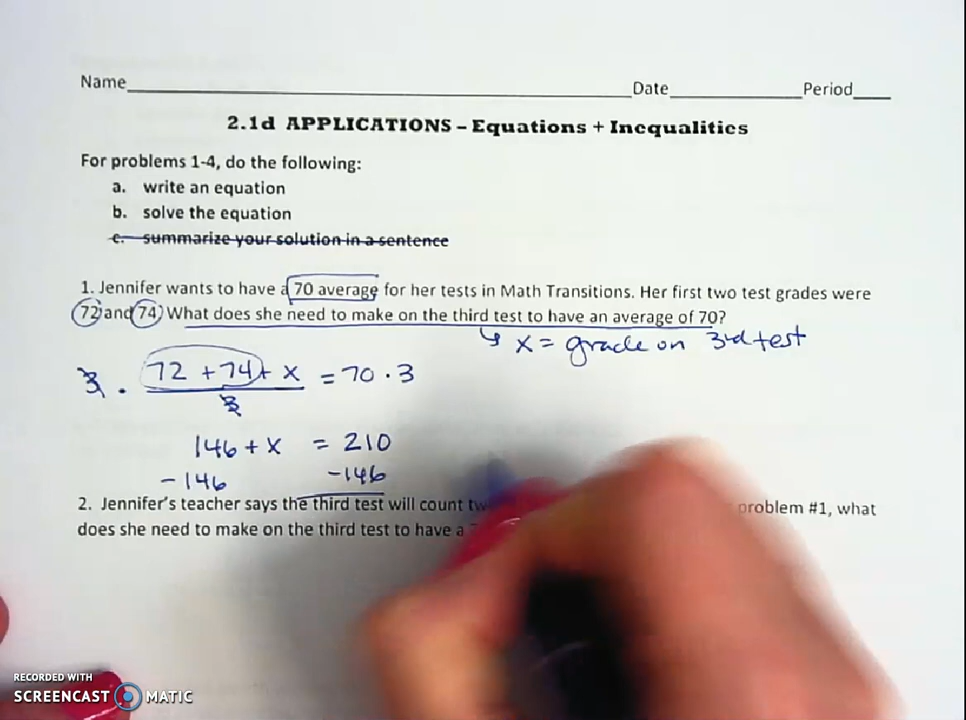 Name Date Period
2.1d APPLICATIONS – Equations + Inequalities
For problems 1-4, do the following:
a. write an equation
b. solve the equation
c. summarize your solution in a sentence
1. Jennifer wants to have a 70 average for her tests in Math Transitions. Her first two test grades were
72 and 74. What does she need to make on the third test to have an average of 70?
x = grade on 3rd test
3 · 72 + 74 + x = 70 · 3
3
146 + x = 210
-146 -146
2. Jennifer's teacher says the third test will count problem #1, what
does she need to make on the third test to have a
RECORDED WITH
SCREENCAST MATIC